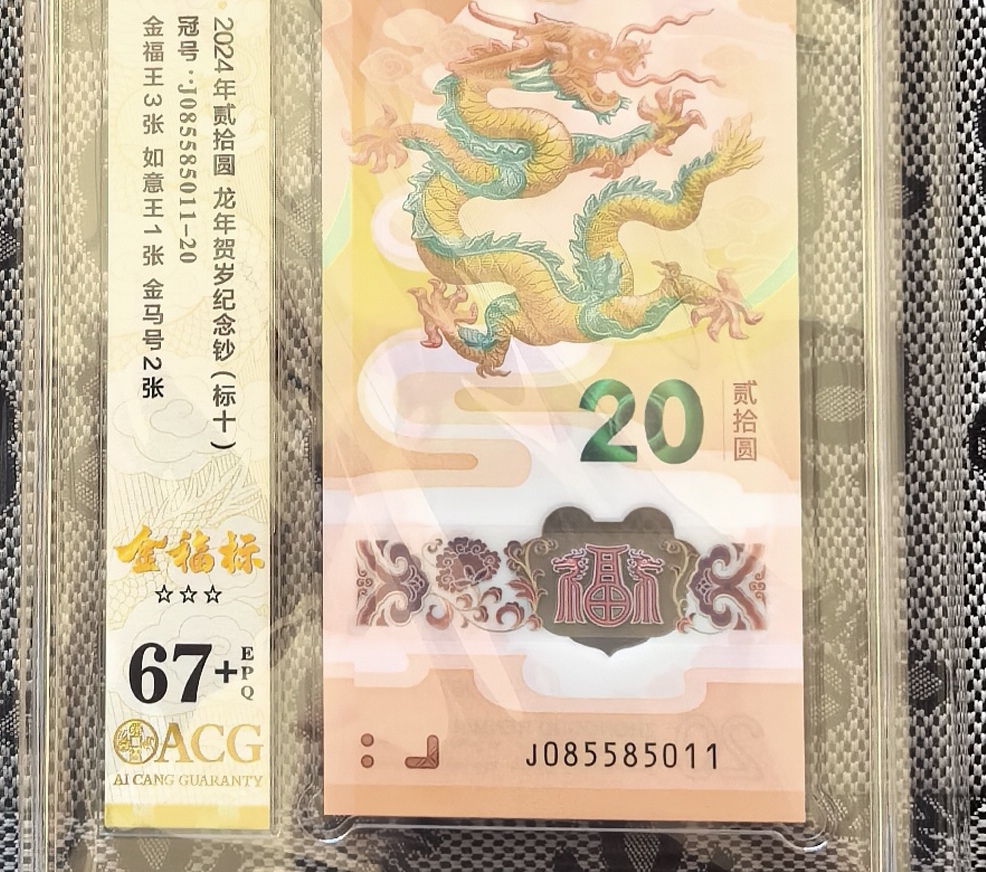 2024年贰拾圆 龙年贺岁纪念钞（标十）
冠号：J085585011-20
金福王3张 如意王1张 金马号2张
金福标
☆☆☆
67+
EPQ
ACG
AI CANG GUARANTY
20
贰拾圆
福
J085585011